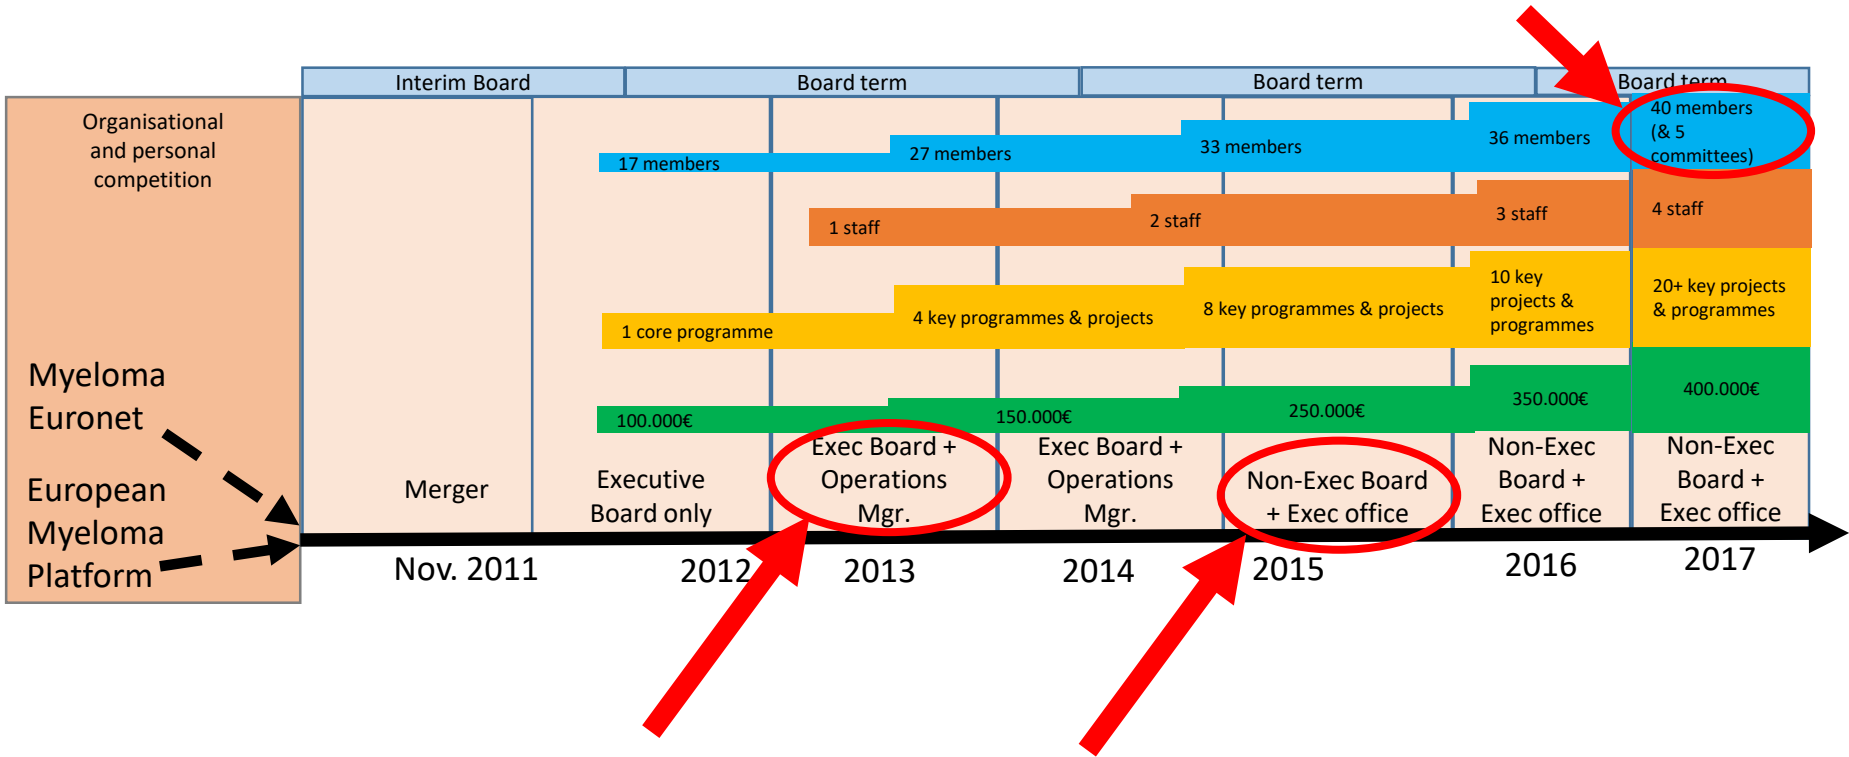 Interim Board
Board term
Board term
Board term
Organisational
and personal
competition
17 members
27 members
33 members
36 members
40 members
(& 5
committees)
1 staff
2 staff
3 staff
4 staff
1 core programme
4 key programmes & projects
8 key programmes & projects
10 key
projects &
programmes
20+ key projects
& programmes
100.000€
150.000€
250.000€
350.000€
400.000€
Myeloma
Euronet
European
Myeloma
Platform
Merger
Executive
Board only
Exec Board +
Operations
Mgr.
Exec Board +
Operations
Mgr.
Non-Exec Board
+ Exec office
Non-Exec
Board +
Exec office
Non-Exec
Board +
Exec office
Nov. 2011
2012
2013
2014
2015
2016
2017